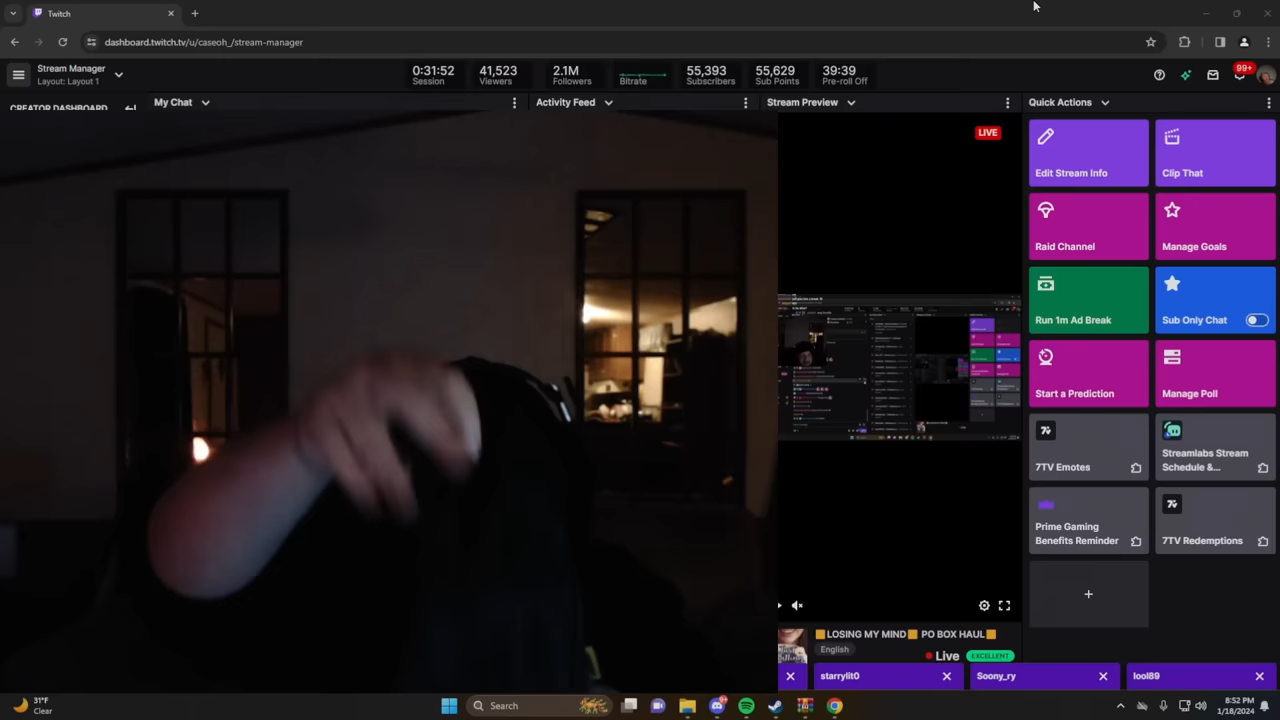 Twitch
dashboard.twitch.tv/u/caseoh_/stream-manager
Stream Manager
Layout: Layout 1
0:31:52
Session
41,523
Viewers
2.1M
Followers
Bitrate
55,393
Subscribers
55,629
Sub Points
39:39
Pre-roll Off
99+
CREATOR DASHBOARD
My Chat
Activity Feed
Stream Preview
Quick Actions
LIVE
Edit Stream Info
Clip That
Raid Channel
Manage Goals
Run 1m Ad Break
Sub Only Chat
Start a Prediction
Manage Poll
7TV Emotes
Streamlabs Stream
Schedule &...
Prime Gaming
Benefits Reminder
7TV Redemptions
LOSING MY MIND PO BOX HAUL
English
Live
EXCELLENT
starrylit0
Soony_ry
lool89
31°F
Clear
Search
8:52 PM
1/18/2024